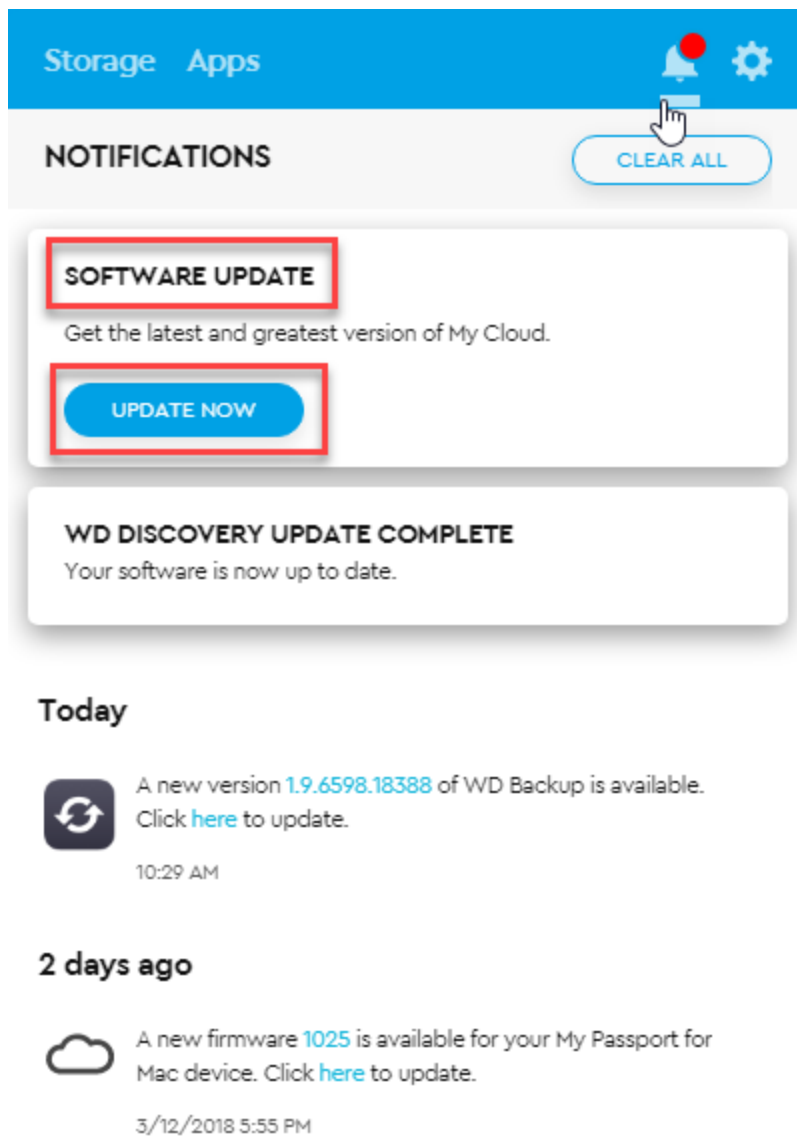 Storage Apps
NOTIFICATIONS
CLEAR ALL
SOFTWARE UPDATE
Get the latest and greatest version of My Cloud.
UPDATE NOW
WD DISCOVERY UPDATE COMPLETE
Your software is now up to date.
Today
A new version 1.9.6598.18388 of WD Backup is available.
Click here to update.
10:29 AM
2 days ago
A new firmware 1025 is available for your My Passport for
Mac device. Click here to update.
3/12/2018 5:55 PM